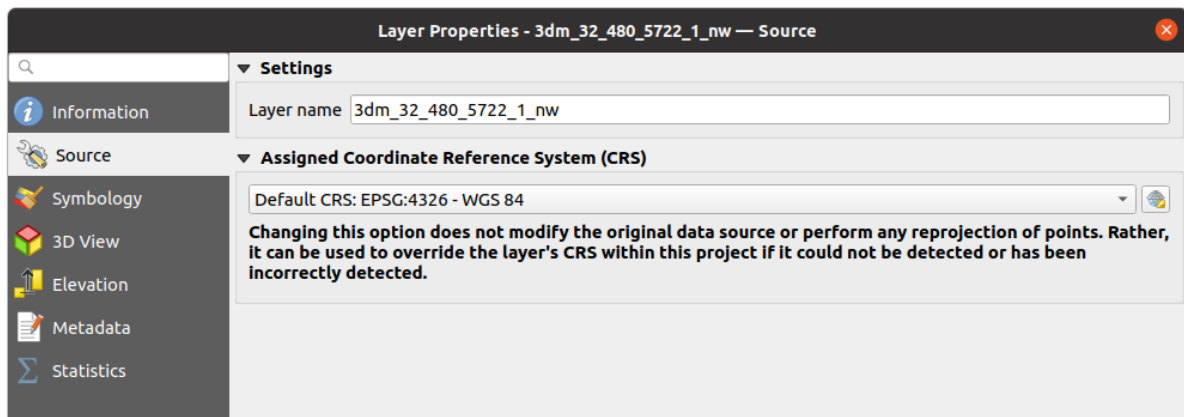 Layer Properties - 3dm_32_480_5722_1_nw — Source
Settings
Layer name 3dm_32_480_5722_1_nw
Information
Source
Symbology
3D View
Elevation
Metadata
Statistics
Assigned Coordinate Reference System (CRS)
Default CRS: EPSG:4326 - WGS 84
Changing this option does not modify the original data source or perform any reprojection of points. Rather,
it can be used to override the layer's CRS within this project if it could not be detected or has been
incorrectly detected.